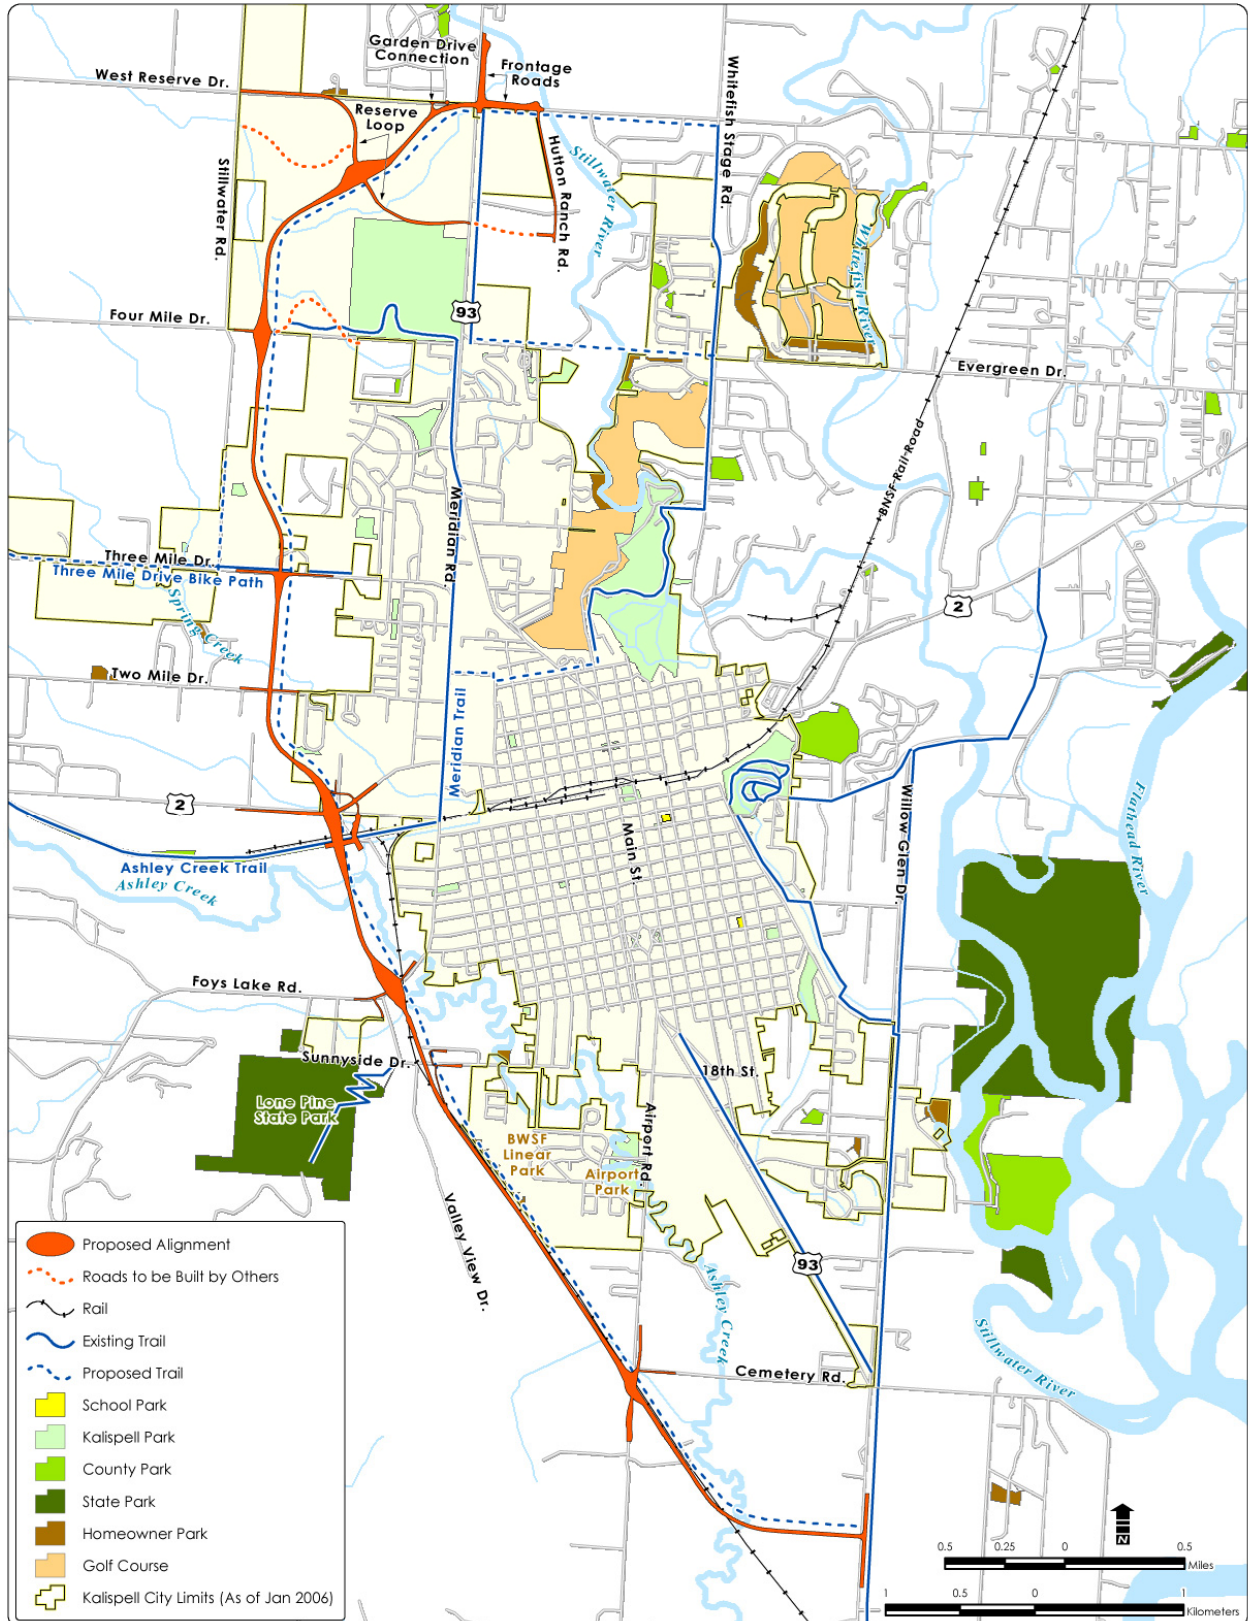 Garden Drive
Connection
Frontage
Roads
West Reserve Dr.
Reserve
Loop
Whitefish Stage Rd.
Stillwater River
Hutton Ranch Rd.
Stillwater Rd.
Whitefish River
93
Four Mile Dr.
Evergreen Dr.
BNSF Rail Road
Meridian Rd.
Three Mile Dr.
Three Mile Drive Bike Path
Spring Creek
2
Two Mile Dr.
Meridian Trail
2
Flathead River
Willow Glen Dr.
Main St.
Ashley Creek Trail
Ashley Creek
Foys Lake Rd.
Sunnyside Dr.
18th St.
Lone Pine
State Park
BWSF
Linear
Park
Airport
Park
Airport Rd.
Valley View Dr.
93
Ashley Creek
Stillwater River
Cemetery Rd.
Proposed Alignment
Roads to be Built by Others
Rail
Existing Trail
Proposed Trail
School Park
Kalispell Park
County Park
State Park
Homeowner Park
Golf Course
Kalispell City Limits (As of Jan 2006)
N
0.5 0.25 0 0.5
Miles
1 0.5 0 1
Kilometers